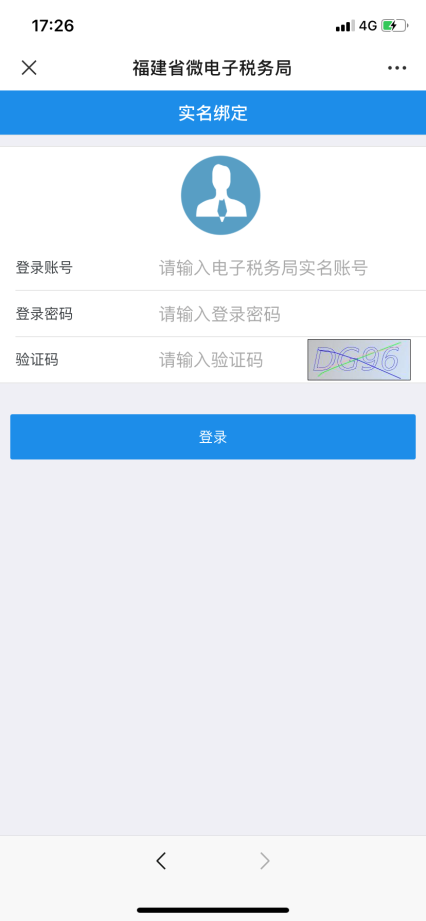 17:26
4G
福建省微电子税务局
实名绑定
登录账号 请输入电子税务局实名账号
登录密码 请输入登录密码
验证码 请输入验证码 DG96
登录